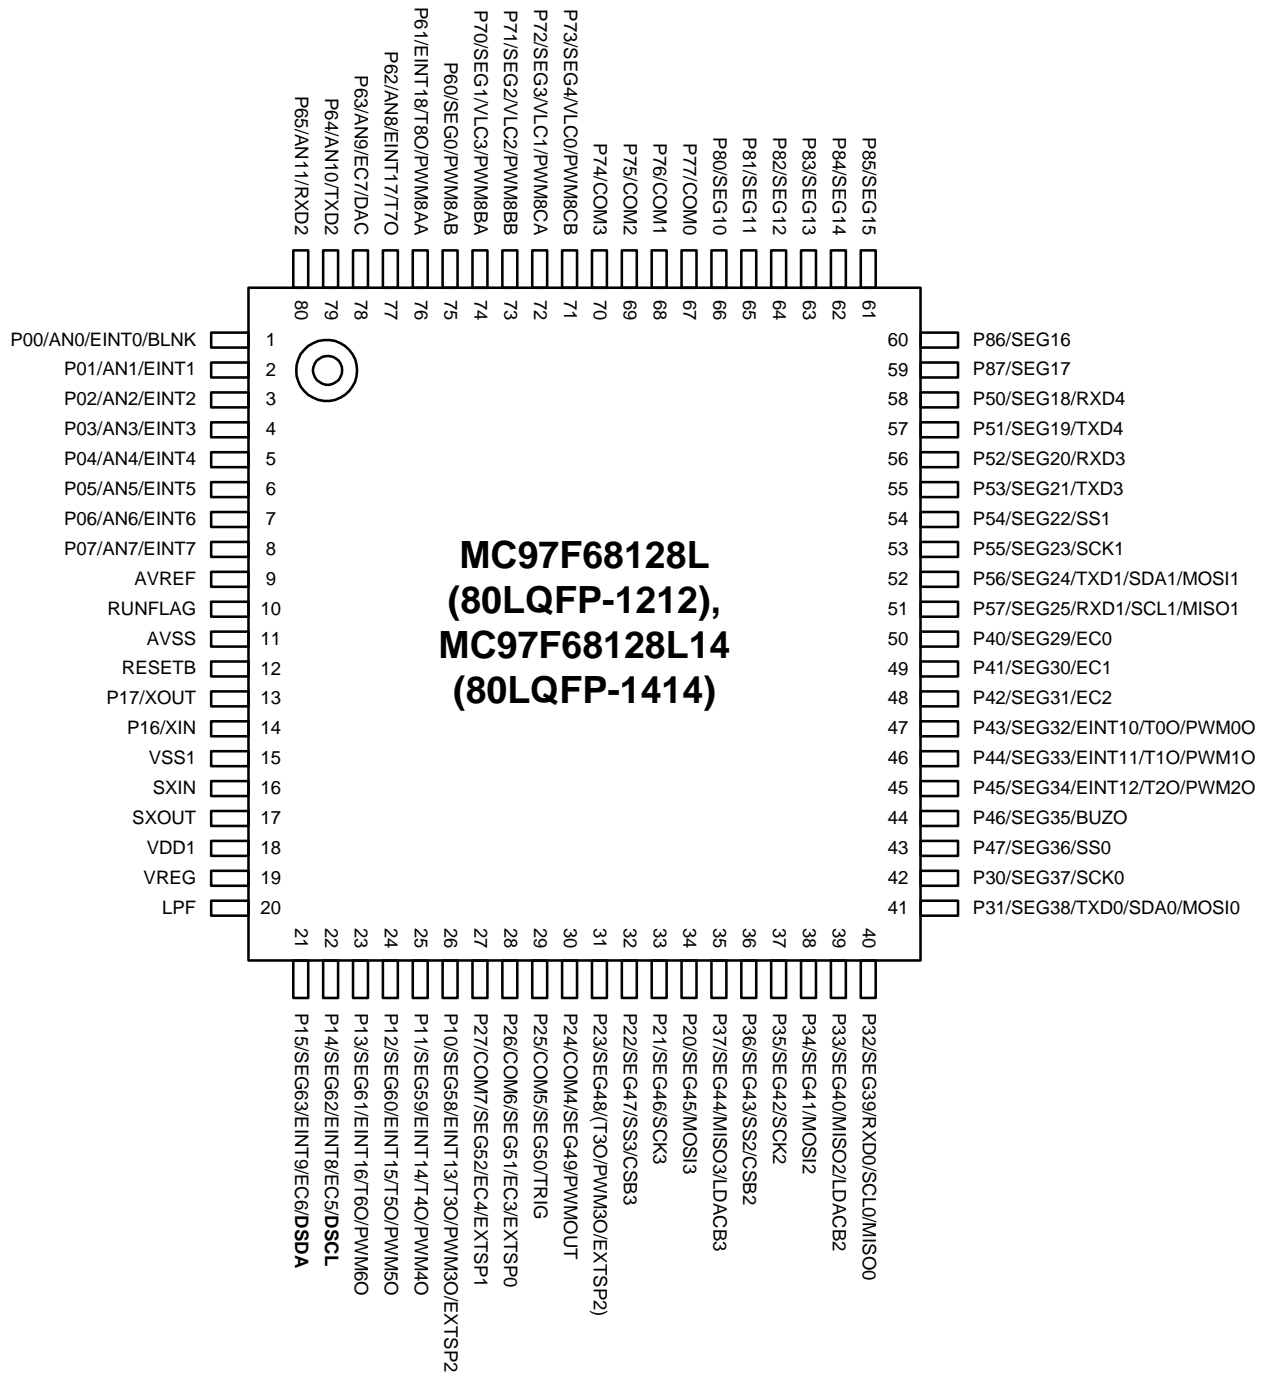 P65/AN11/RXD2
P64/AN10/TXD2
P63/AN9/EC7/DAC
P62/AN8/EINT17/T7O
P61/EINT18/T8O/PWM8AA
P60/SEG0/PWM8AB
P70/SEG1/VLC3/PWM8BA
P71/SEG2/VLC2/PWM8BB
P72/SEG3/VLC1/PWM8CA
P73/SEG4/VLC0/PWM8CB
P74/COM3
P75/COM2
P76/COM1
P77/COM0
P80/SEG10
P81/SEG11
P82/SEG12
P83/SEG13
P84/SEG14
P85/SEG15
80
79
78
77
76
75
74
73
72
71
70
69
68
67
66
65
64
63
62
61
P00/AN0/EINT0/BLNK 1
P01/AN1/EINT1 2
P02/AN2/EINT2 3
P03/AN3/EINT3 4
P04/AN4/EINT4 5
P05/AN5/EINT5 6
P06/AN6/EINT6 7
P07/AN7/EINT7 8
AVREF 9
RUNFLAG 10
AVSS 11
RESETB 12
P17/XOUT 13
P16/XIN 14
VSS1 15
SXIN 16
SXOUT 17
VDD1 18
VREG 19
LPF 20
MC97F68128L
(80LQFP-1212),
MC97F68128L14
(80LQFP-1414)
60 P86/SEG16
59 P87/SEG17
58 P50/SEG18/RXD4
57 P51/SEG19/TXD4
56 P52/SEG20/RXD3
55 P53/SEG21/TXD3
54 P54/SEG22/SS1
53 P55/SEG23/SCK1
52 P56/SEG24/TXD1/SDA1/MOSI1
51 P57/SEG25/RXD1/SCL1/MISO1
50 P40/SEG29/EC0
49 P41/SEG30/EC1
48 P42/SEG31/EC2
47 P43/SEG32/EINT10/T0O/PWM0O
46 P44/SEG33/EINT11/T1O/PWM1O
45 P45/SEG34/EINT12/T2O/PWM2O
44 P46/SEG35/BUZO
43 P47/SEG36/SS0
42 P30/SEG37/SCK0
41 P31/SEG38/TXD0/SDA0/MOSI0
21
22
23
24
25
26
27
28
29
30
31
32
33
34
35
36
37
38
39
40
P15/SEG63/EINT9/EC6/DSDA
P14/SEG62/EINT8/EC5/DSCL
P13/SEG61/EINT16/T6O/PWM6O
P12/SEG60/EINT15/T5O/PWM5O
P11/SEG59/EINT14/T4O/PWM4O
P10/SEG58/EINT13/T3O/PWM3O/EXTSP2
P27/COM7/SEG52/EC4/EXTSP1
P26/COM6/SEG51/EC3/EXTSP0
P25/COM5/SEG50/TRIG
P24/COM4/SEG49/PWMOUT
P23/SEG48/(T3O/PWM3O/EXTSP2)
P22/SEG47/SS3/CSB3
P21/SEG46/SCK3
P20/SEG45/MOSI3
P37/SEG44/MISO3/LDACB3
P36/SEG43/SS2/CSB2
P35/SEG42/SCK2
P34/SEG41/MOSI2
P33/SEG40/MISO2/LDACB2
P32/SEG39/RXD0/SCL0/MISO0